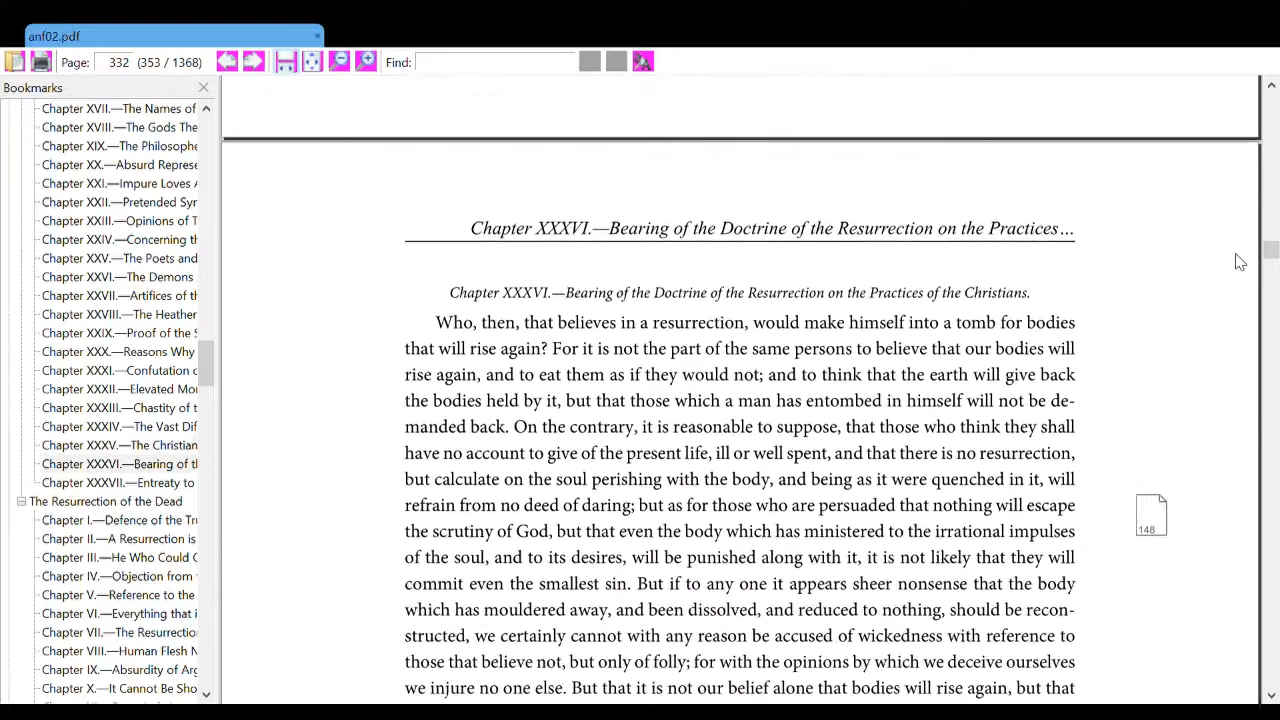 anf02.pdf
×
Page: 332 (353 / 1368) Find:
Bookmarks
Chapter XVII.—The Names of
Chapter XVIII.—The Gods The
Chapter XIX.—The Philosophe
Chapter XX.—Absurd Represe
Chapter XXI.—Impure Loves A
Chapter XXII.—Pretended Syr
Chapter XXIII.—Opinions of T
Chapter XXIV.—Concerning th
Chapter XXV.—The Poets and
Chapter XXVI.—The Demons
Chapter XXVII.—Artifices of th
Chapter XXVIII.—The Heather
Chapter XXIX.—Proof of the S
Chapter XXX.—Reasons Why
Chapter XXXI.—Confutation o
Chapter XXXII.—Elevated Mor
Chapter XXXIII.—Chastity of t
Chapter XXXIV.—The Vast Dif
Chapter XXXV.—The Christian
Chapter XXXVI.—Bearing of th
Chapter XXXVII.—Entreaty to
The Resurrection of the Dead
Chapter I.—Defence of the Tru
Chapter II.—A Resurrection is
Chapter III.—He Who Could C
Chapter IV.—Objection from
Chapter V.—Reference to the
Chapter VI.—Everything that i
Chapter VII.—The Resurrection
Chapter VIII.—Human Flesh N
Chapter IX.—Absurdity of Arg
Chapter X.—It Cannot Be Sho
Chapter XXXVI.—Bearing of the Doctrine of the Resurrection on the Practices…
Chapter XXXVI.—Bearing of the Doctrine of the Resurrection on the Practices of the Christians.
Who, then, that believes in a resurrection, would make himself into a tomb for bodies
that will rise again? For it is not the part of the same persons to believe that our bodies will
rise again, and to eat them as if they would not; and to think that the earth will give back
the bodies held by it, but that those which a man has entombed in himself will not be de-
manded back. On the contrary, it is reasonable to suppose, that those who think they shall
have no account to give of the present life, ill or well spent, and that there is no resurrection,
but calculate on the soul perishing with the body, and being as it were quenched in it, will
refrain from no deed of daring; but as for those who are persuaded that nothing will escape
the scrutiny of God, but that even the body which has ministered to the irrational impulses
of the soul, and to its desires, will be punished along with it, it is not likely that they will
commit even the smallest sin. But if to any one it appears sheer nonsense that the body
which has mouldered away, and been dissolved, and reduced to nothing, should be recon-
structed, we certainly cannot with any reason be accused of wickedness with reference to
those that believe not, but only of folly; for with the opinions by which we deceive ourselves
we injure no one else. But that it is not our belief alone that bodies will rise again, but that
148